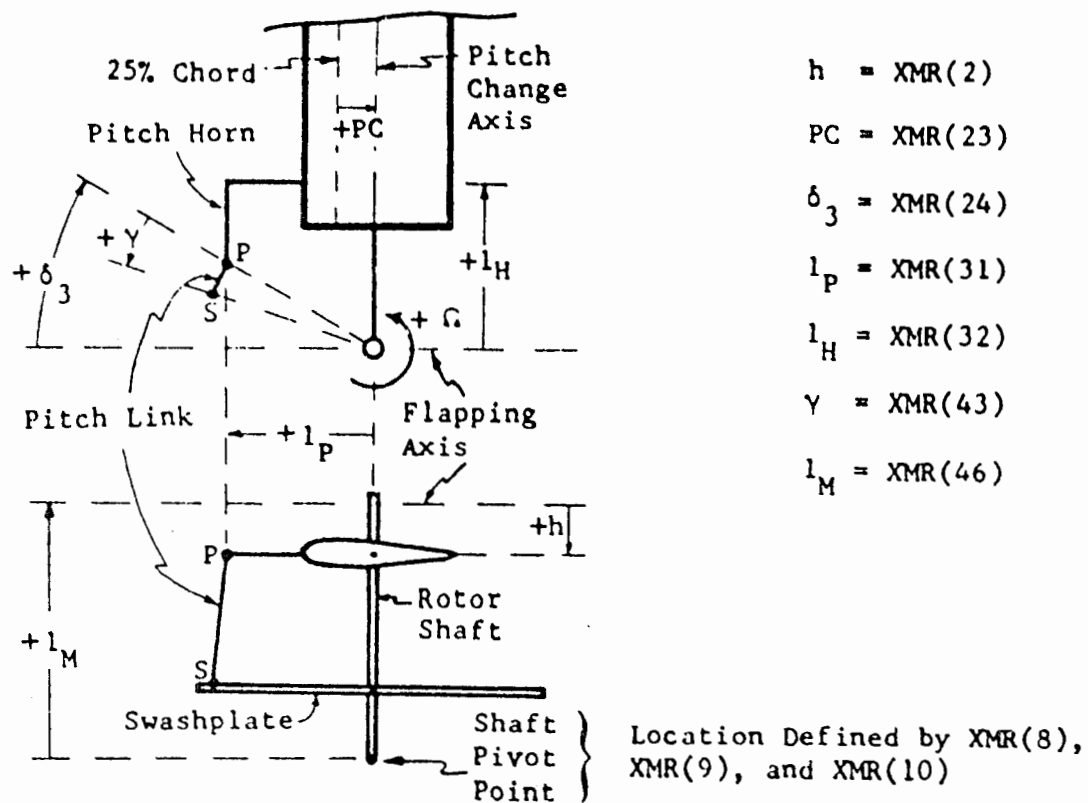 25% Chord
Pitch
Change
Axis
+PC
Pitch Horn
+ γ
P
+ δ3
S
+lH
+ Ω
Pitch Link
+ lP
Flapping
Axis
+h
P
Rotor
Shaft
+ lM
S
Swashplate
Shaft
Pivot
Point
Location Defined by XMR(8),
XMR(9), and XMR(10)
h = XMR(2)
PC = XMR(23)
δ3 = XMR(24)
lP = XMR(31)
lH = XMR(32)
γ = XMR(43)
lM = XMR(46)